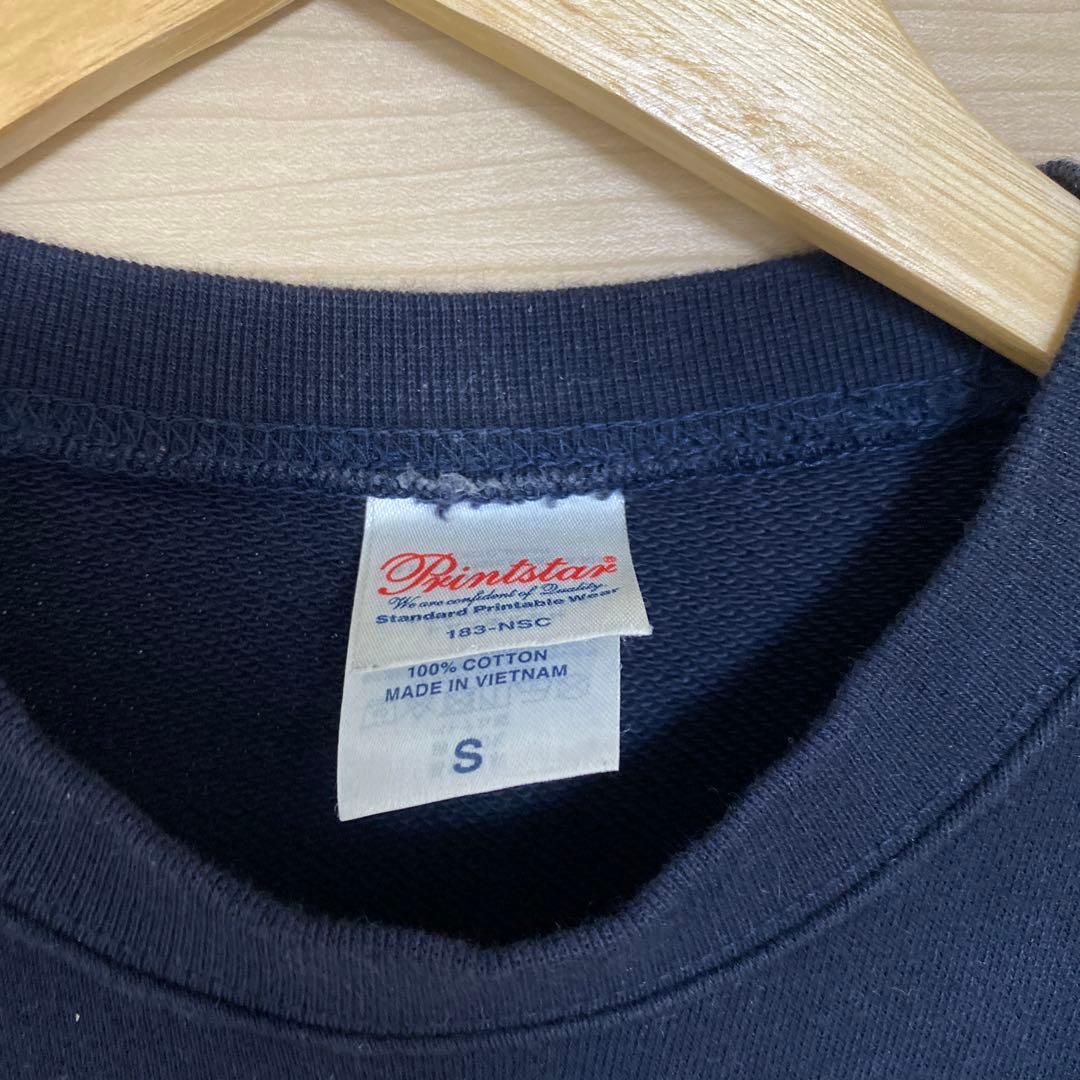 Printstar®
We are confident of Quality
Standard Printable Wear
183-NSC
100% COTTON
MADE IN VIETNAM
S